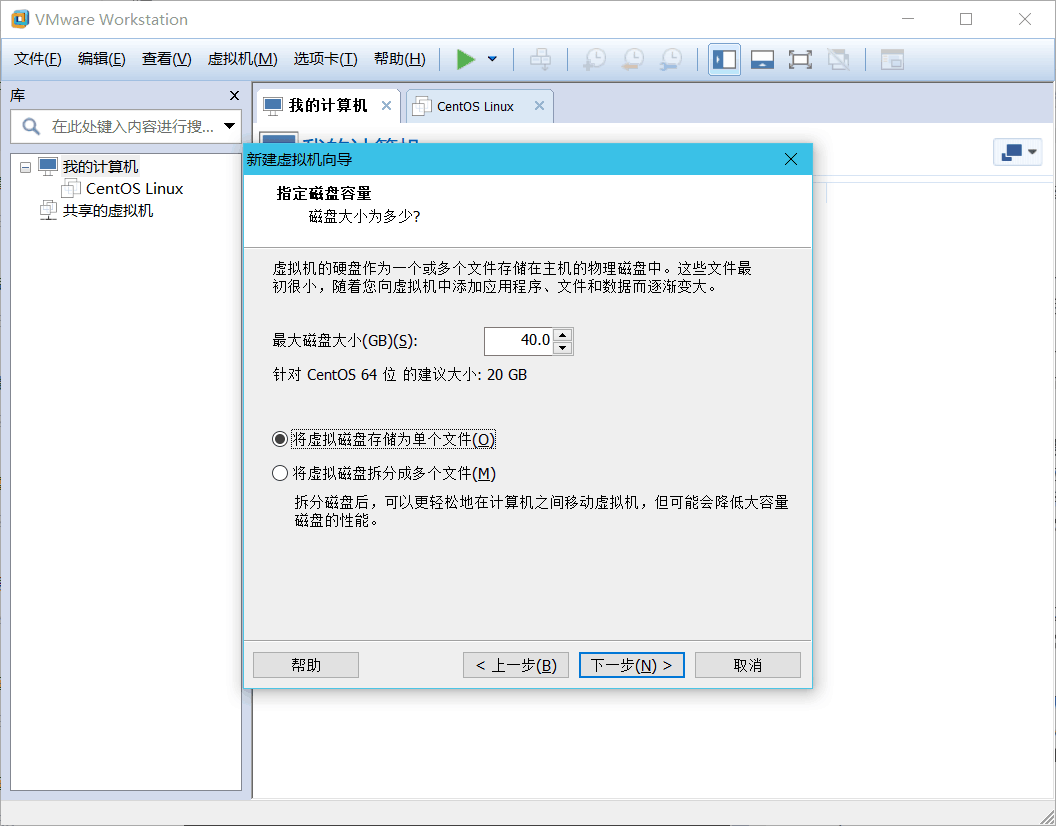 VMware Workstation
文件(F) 编辑(E) 查看(V) 虚拟机(M) 选项卡(T) 帮助(H)
库
在此处键入内容进行搜...
我的计算机
CentOS Linux
共享的虚拟机
我的计算机
CentOS Linux
我的计算机
新建虚拟机向导
指定磁盘容量
磁盘大小为多少?
虚拟机的硬盘作为一个或多个文件存储在主机的物理磁盘中。这些文件最
初很小，随着您向虚拟机中添加应用程序、文件和数据而逐渐变大。
最大磁盘大小(GB)(S): 40.0
针对 CentOS 64 位 的建议大小: 20 GB
将虚拟磁盘存储为单个文件(O)
将虚拟磁盘拆分成多个文件(M)
拆分磁盘后，可以更轻松地在计算机之间移动虚拟机，但可能会降低大容量
磁盘的性能。
帮助 < 上一步(B) 下一步(N) > 取消